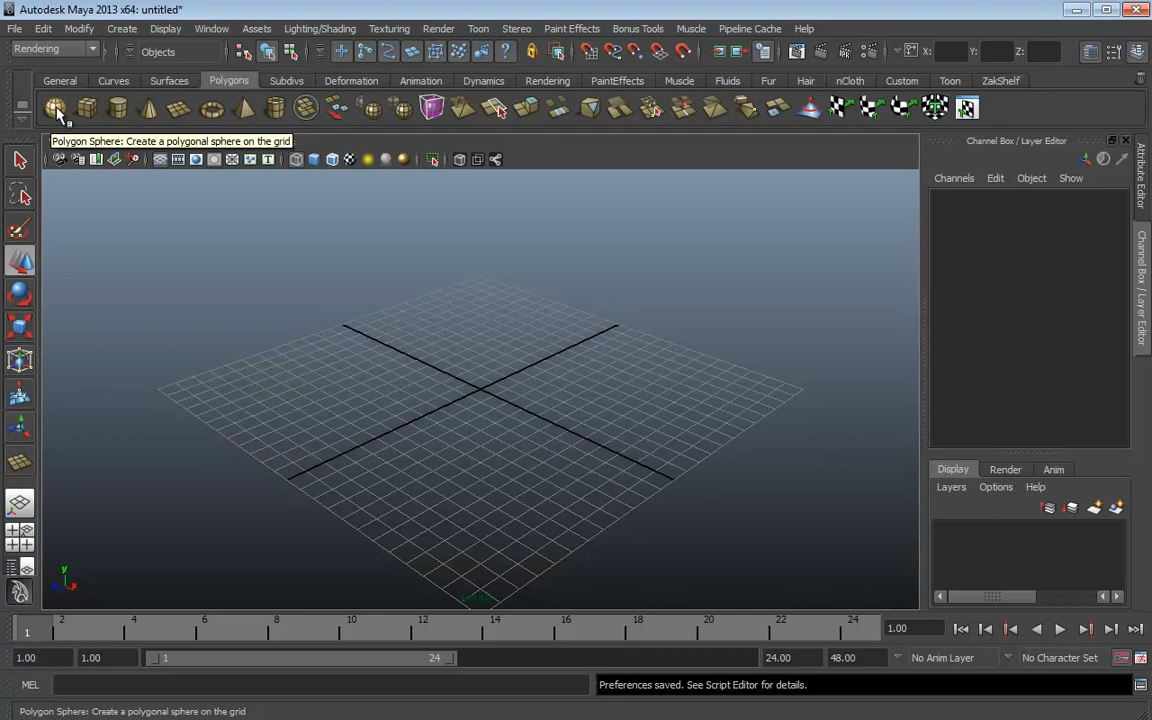 Autodesk Maya 2013 x64: untitled*
File Edit Modify Create Display Window Assets Lighting/Shading Texturing Render Toon Stereo Paint Effects Bonus Tools Muscle Pipeline Cache Help
Rendering Objects X: Y: Z:
General Curves Surfaces Polygons Subdivs Deformation Animation Dynamics Rendering PaintEffects Muscle Fluids Fur Hair nCloth Custom Toon ZakShelf
Polygon Sphere: Create a polygonal sphere on the grid
Channel Box / Layer Editor
Channels Edit Object Show
Attribute Editor
Channel Box / Layer Editor
Display Render Anim
Layers Options Help
y
x
persp
1 2 4 6 8 10 12 14 16 18 20 22 24 1.00
1.00 1.00 1 24 24.00 48.00 No Anim Layer No Character Set
MEL Preferences saved. See Script Editor for details.
Polygon Sphere: Create a polygonal sphere on the grid